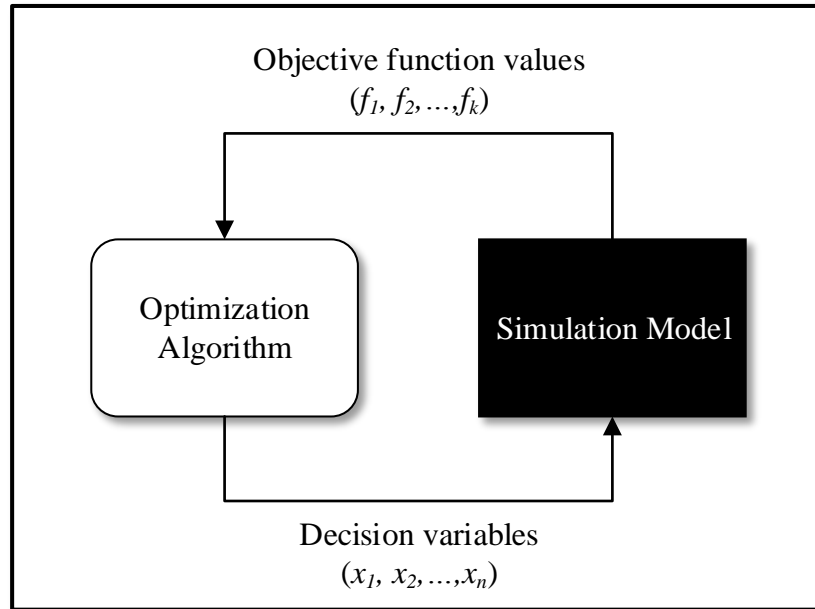 Objective function values
(f₁, f₂,...,fₖ)
Optimization
Algorithm
Simulation Model
Decision variables
(x₁, x₂,...,xₙ)